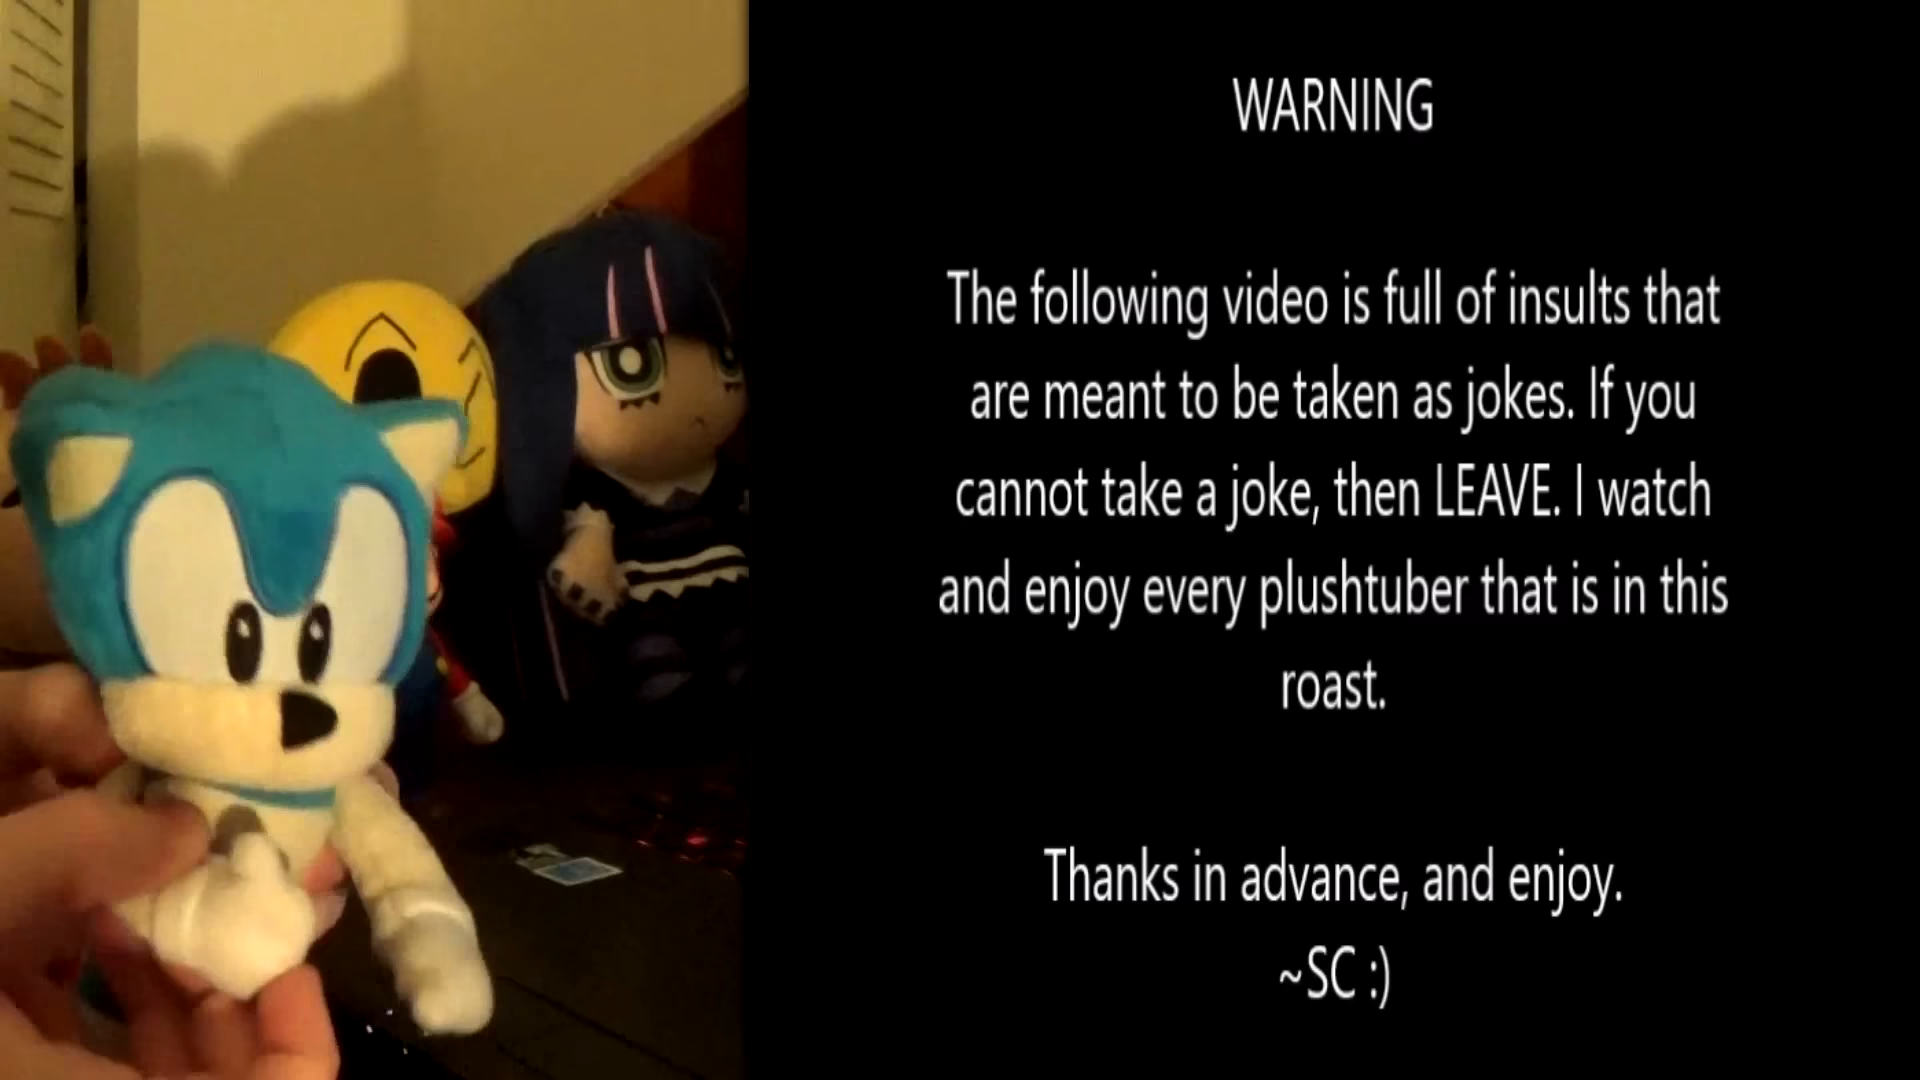 WARNING
The following video is full of insults that
are meant to be taken as jokes. If you
cannot take a joke, then LEAVE. I watch
and enjoy every plushtuber that is in this
roast.
Thanks in advance, and enjoy.
~SC :)